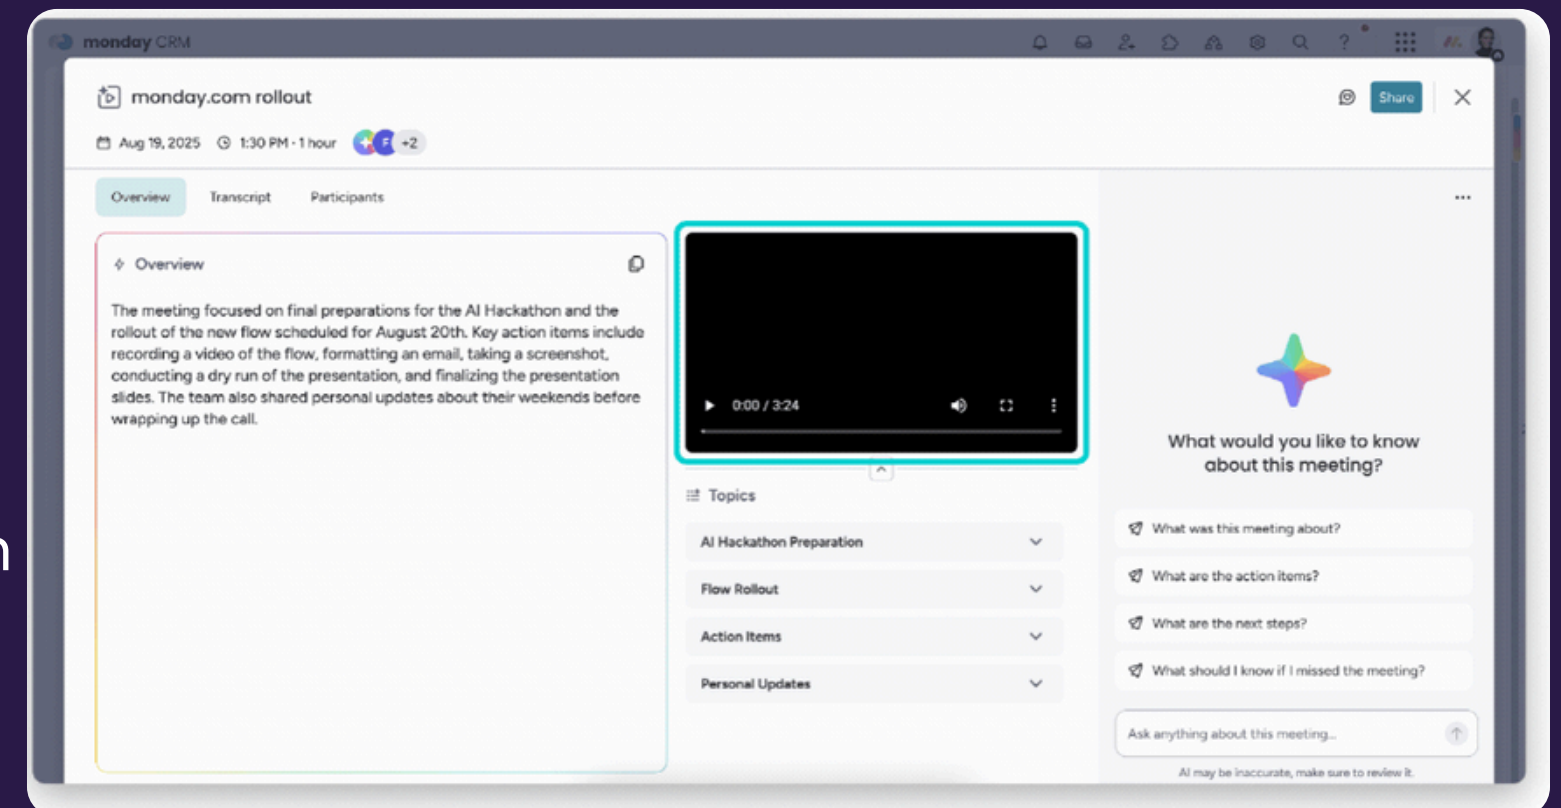 monday CRM
monday.com rollout
Share
Aug 19, 2025 1:30 PM - 1 hour F +2
Overview Transcript Participants
Overview
The meeting focused on final preparations for the AI Hackathon and the
rollout of the new flow scheduled for August 20th. Key action items include
recording a video of the flow, formatting an email, taking a screenshot,
conducting a dry run of the presentation, and finalizing the presentation
slides. The team also shared personal updates about their weekends before
wrapping up the call.
0:00 / 3:24
Topics
AI Hackathon Preparation
Flow Rollout
Action Items
Personal Updates
What would you like to know
about this meeting?
What was this meeting about?
What are the action items?
What are the next steps?
What should I know if I missed the meeting?
Ask anything about this meeting...
AI may be inaccurate, make sure to review it.